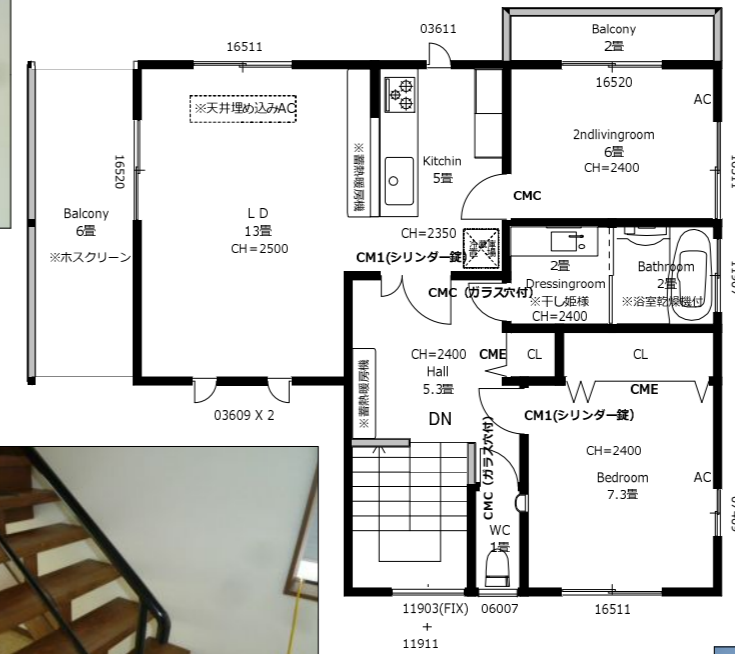 03611
16511
Balcony
2畳
16520
AC
※天井埋め込みAC
2ndlivingroom
6畳
CH=2400
※蓄熱暖房機
Kitchin
5畳
16520
CMC
Balcony
6畳
※ホスクリーン
L D
13畳
CH=2500
CH=2350
CM1(シリンダー錠)
2畳
Dressingroom
※干し姫様
CH=2400
Bathroom
2畳
※浴室乾燥機付
CMC（ガラス穴付）
CH=2400
Hall
5.3畳
CME
CL
CL
CME
※蓄熱暖房機
DN
CM1(シリンダー錠)
03609 X 2
CMC（ガラス穴付）
CH=2400
Bedroom
7.3畳
AC
WC
1畳
11903(FIX)
+
11911
06007
16511